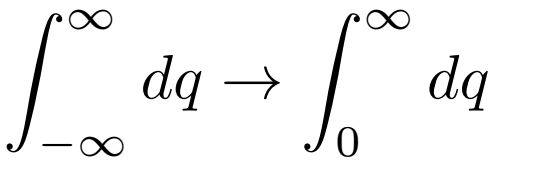 ∫_{-∞}^{∞} dq → ∫_{0}^{∞} dq